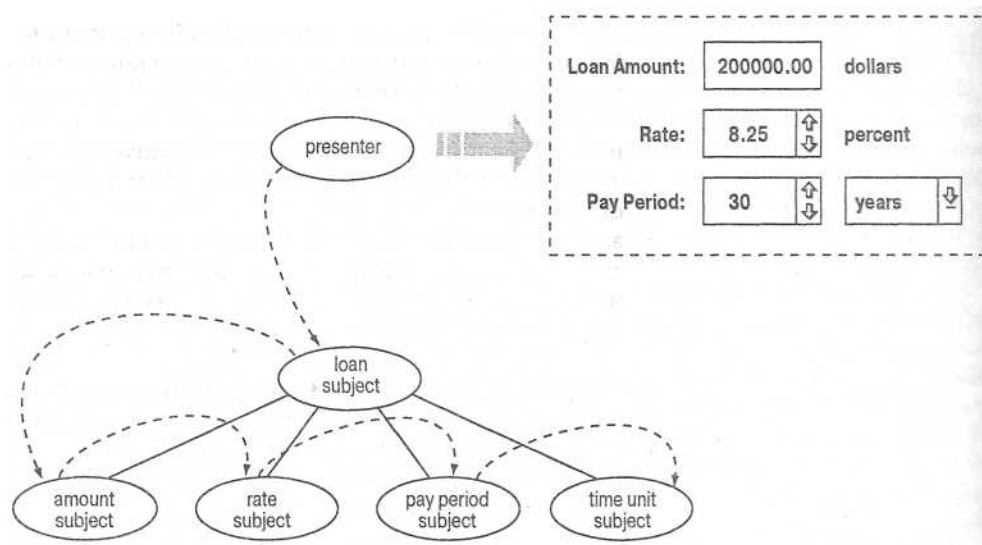 Loan Amount: 200000.00 dollars
Rate: 8.25 percent
Pay Period: 30 years
presenter
loan
subject
amount
subject
rate
subject
pay period
subject
time unit
subject